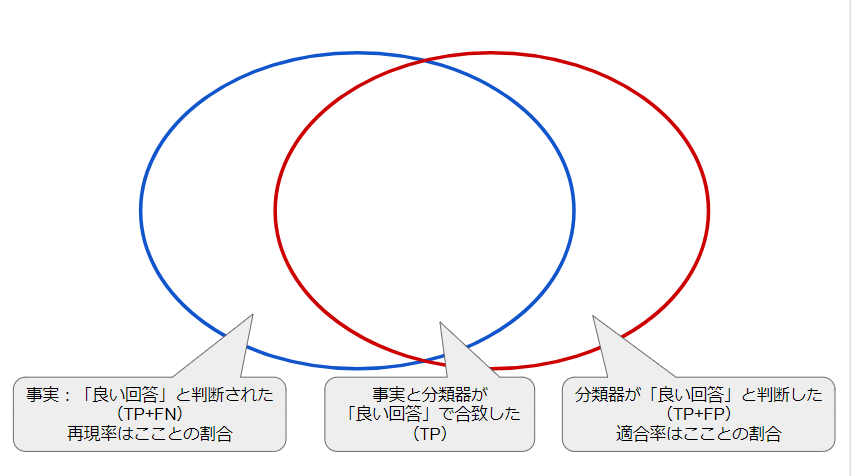 事実：「良い回答」と判断された
（TP+FN）
再現率はこことの割合
事実と分類器が
「良い回答」で合致した
（TP）
分類器が「良い回答」と判断した
（TP+FP）
適合率はこことの割合